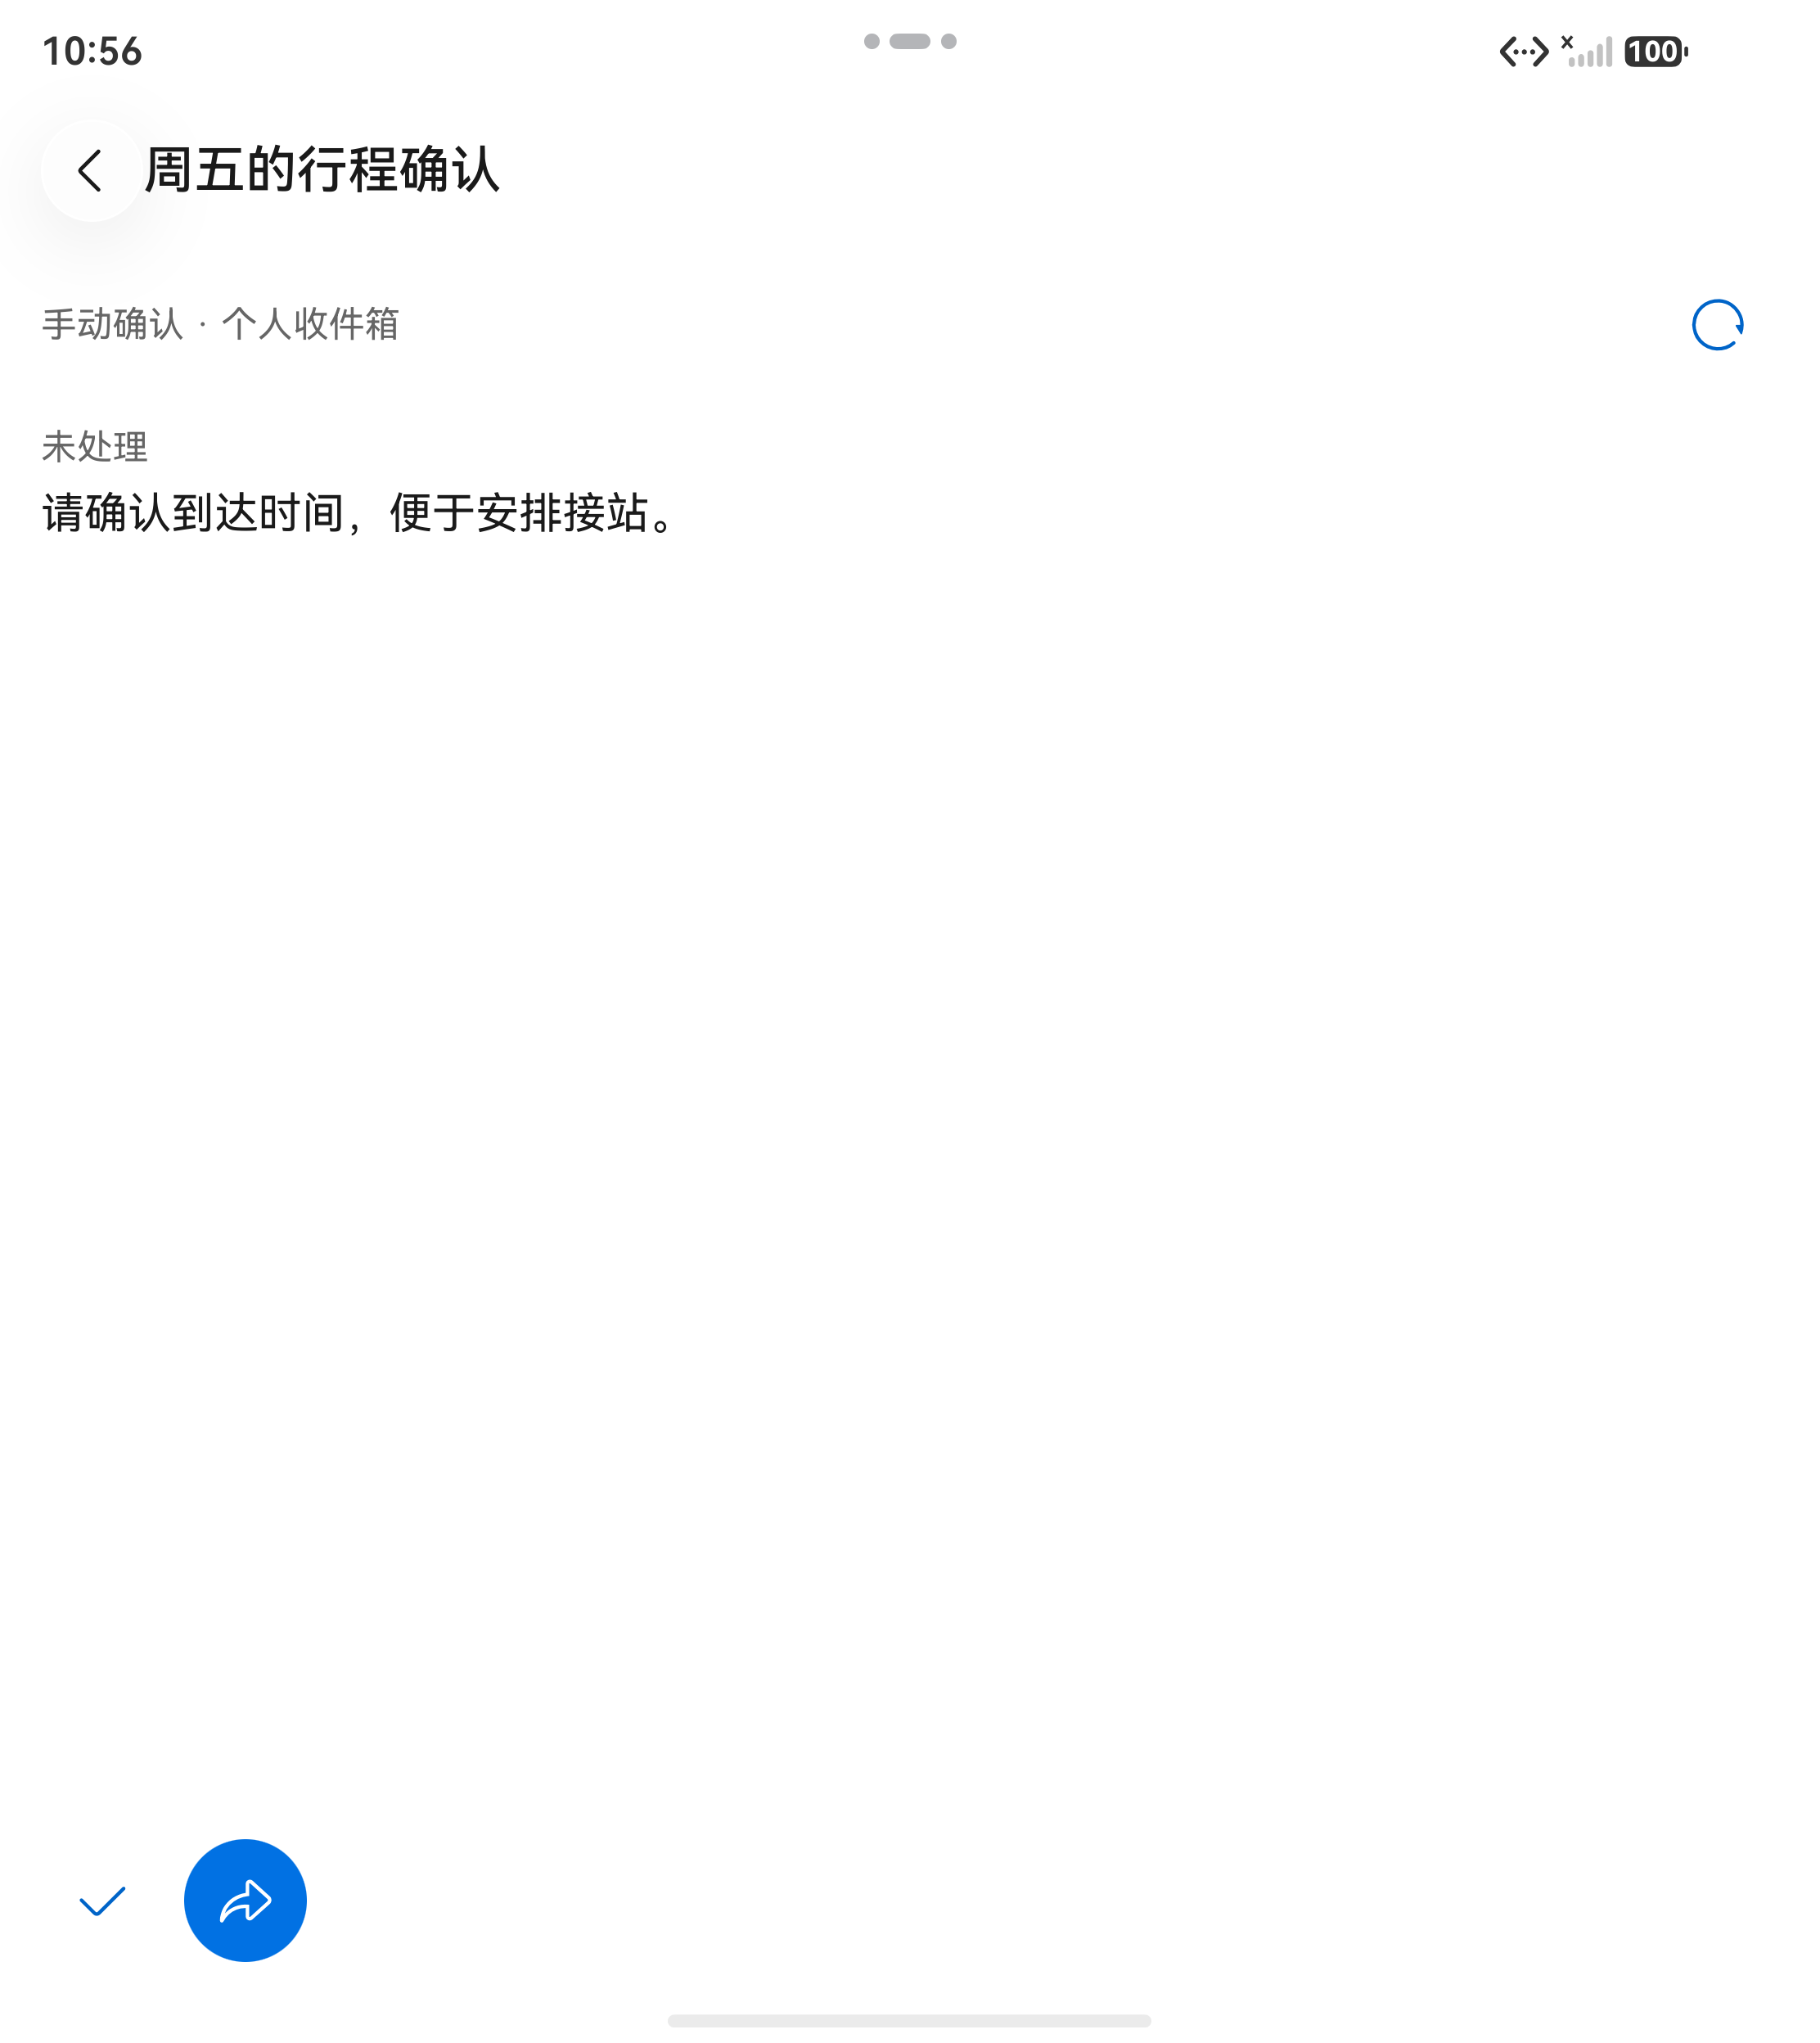 10:56
100
周五的行程确认
手动确认 · 个人收件箱
未处理
请确认到达时间，便于安排接站。